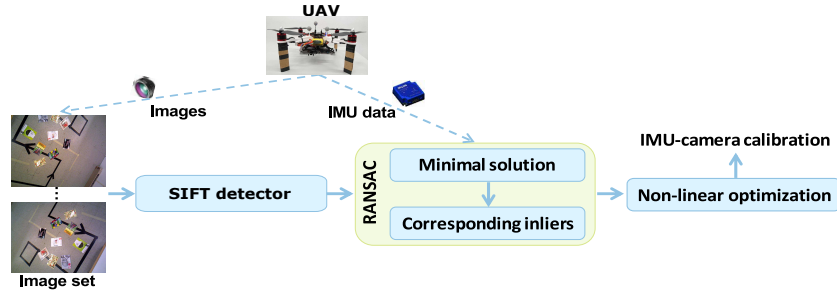 UAV
Images
IMU data
IMU-camera calibration
RANSAC
Minimal solution
SIFT detector
Non-linear optimization
Corresponding inliers
Image set